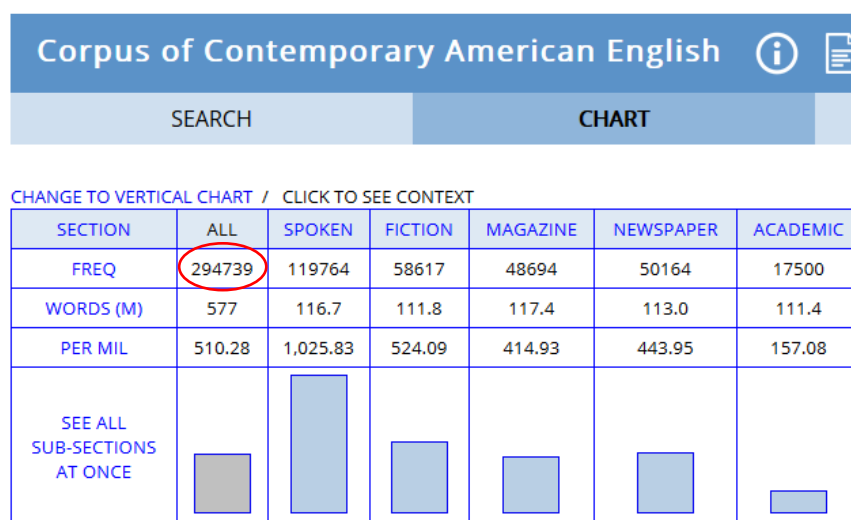 Corpus of Contemporary American English
SEARCH CHART
CHANGE TO VERTICAL CHART / CLICK TO SEE CONTEXT
SECTION ALL SPOKEN FICTION MAGAZINE NEWSPAPER ACADEMIC
FREQ 294739 119764 58617 48694 50164 17500
WORDS (M) 577 116.7 111.8 117.4 113.0 111.4
PER MIL 510.28 1,025.83 524.09 414.93 443.95 157.08
SEE ALL
SUB-SECTIONS
AT ONCE